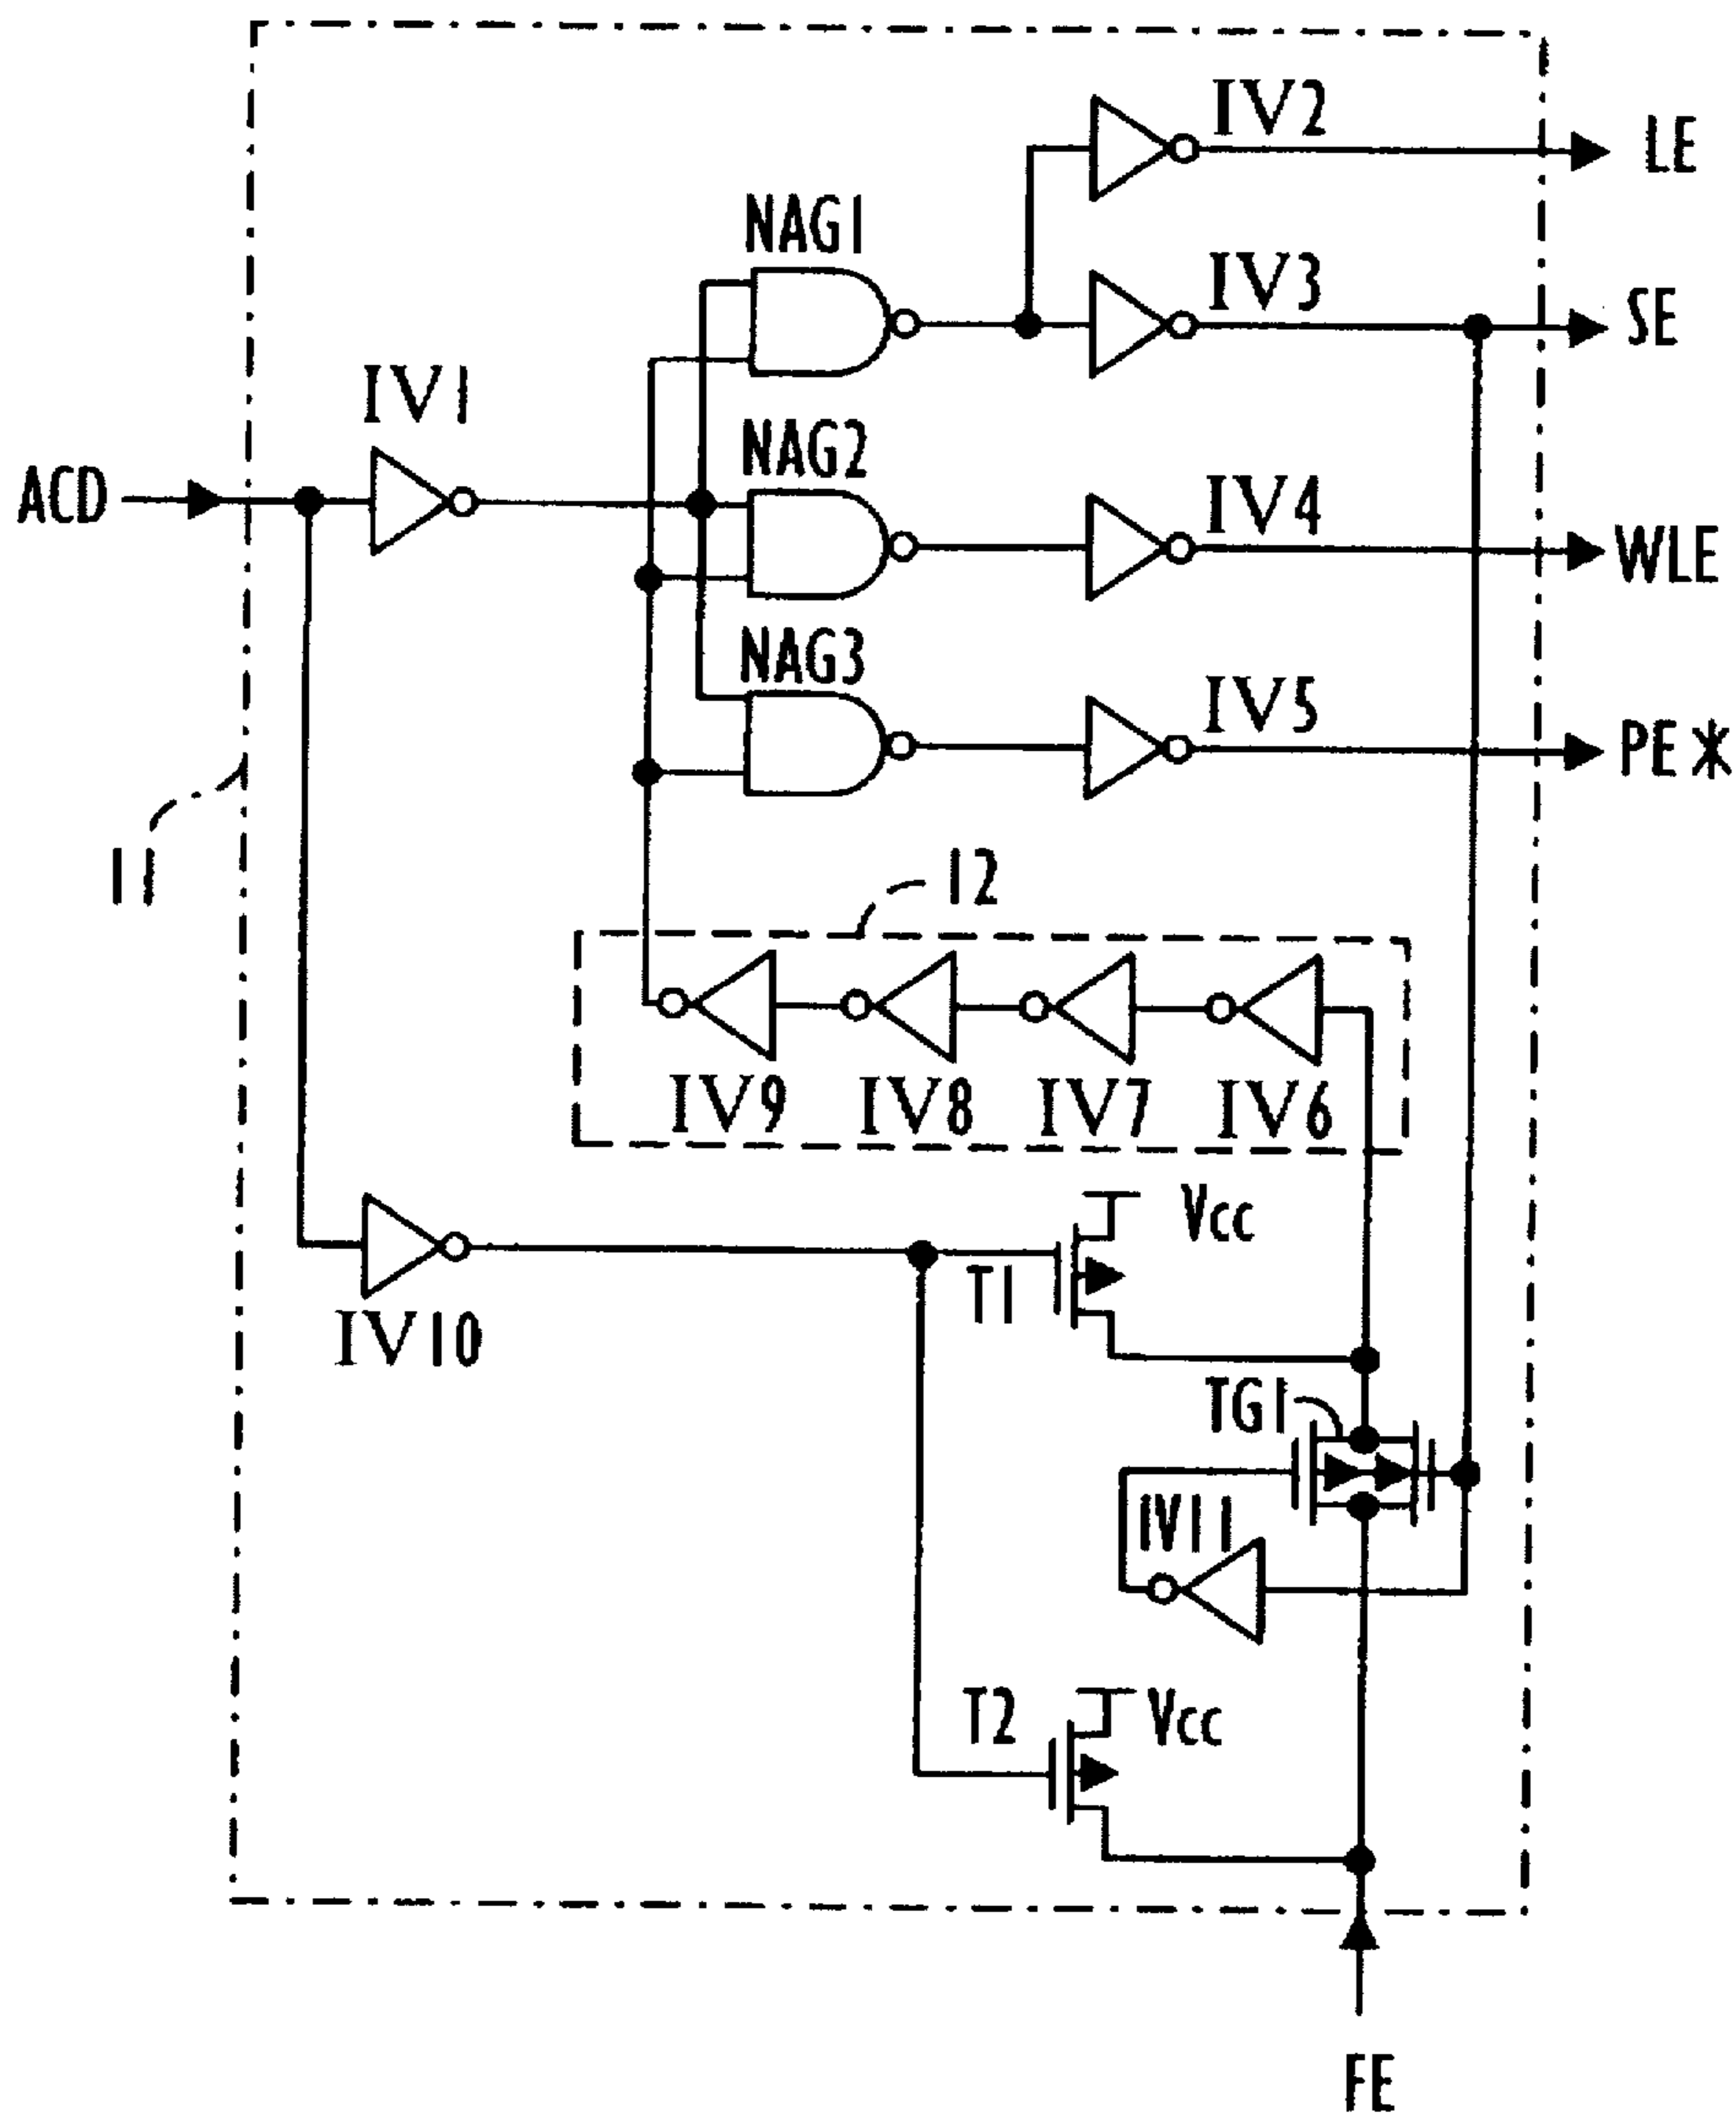 IV2
LE
NAG1
IV3
SE
IV1
NAG2
IV4
ACD
WLE
NAG3
IV5
PE*
11
12
IV9
IV8
IV7
IV6
Vcc
T1
IV10
TG1
IV11
T2
Vcc
FE